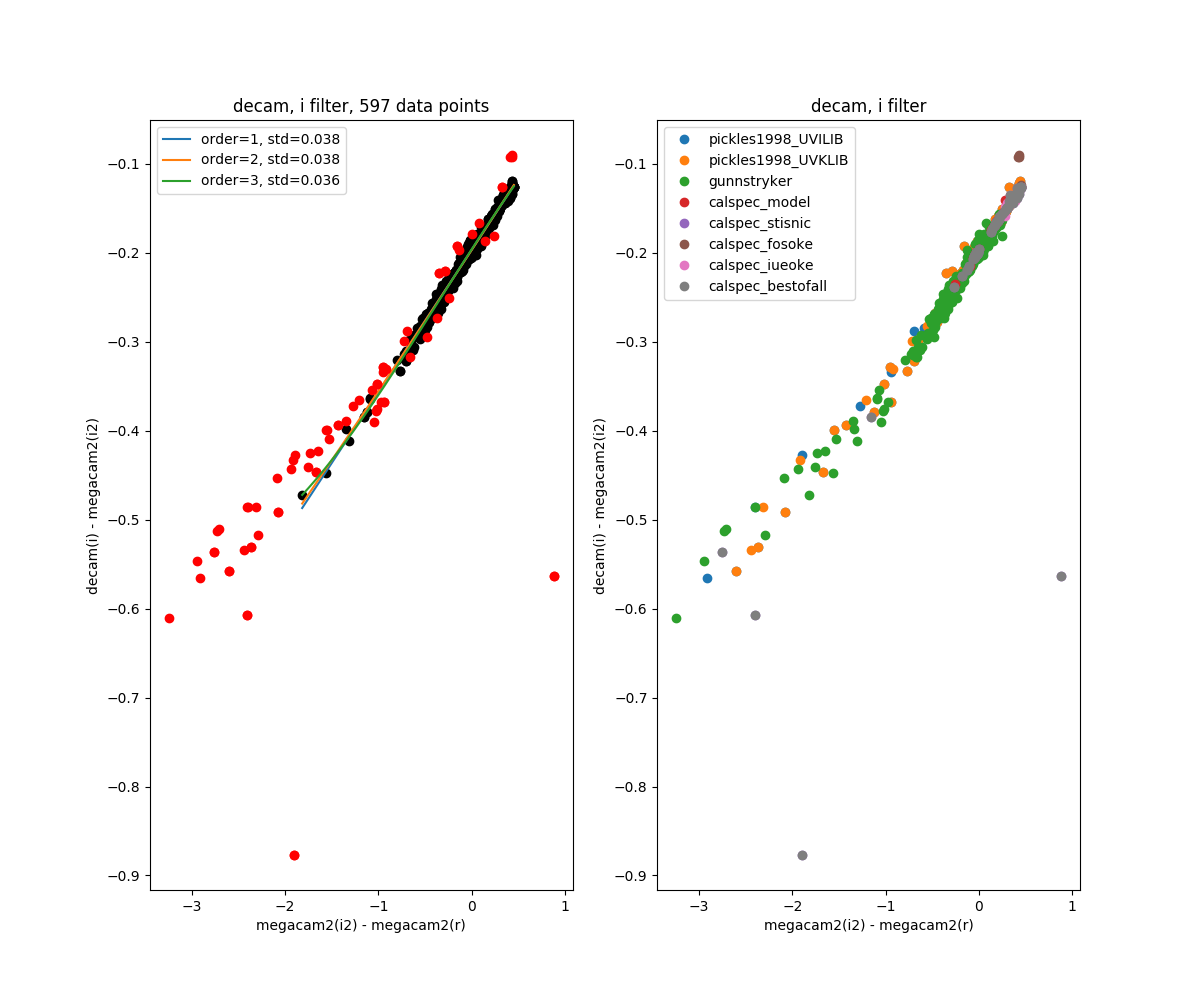 decam, i filter, 597 data points
order=1, std=0.038
order=2, std=0.038
order=3, std=0.036
−0.1
−0.2
−0.3
−0.4
−0.5
−0.6
−0.7
−0.8
−0.9
decam(i) - megacam2(i2)
−3
−2
−1
0
1
megacam2(i2) - megacam2(r)
decam, i filter
pickles1998_UVILIB
pickles1998_UVKLIB
gunnstryker
calspec_model
calspec_stisnic
calspec_fosoke
calspec_iueoke
calspec_bestofall
−0.1
−0.2
−0.3
−0.4
−0.5
−0.6
−0.7
−0.8
−0.9
decam(i) - megacam2(i2)
−3
−2
−1
0
1
megacam2(i2) - megacam2(r)